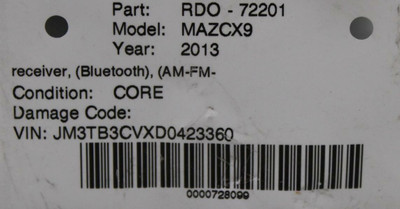 Part: RDO - 72201
Model: MAZCX9
Year: 2013
receiver, (Bluetooth), (AM-FM-
Condition: CORE
Damage Code:
VIN: JM3TB3CVXD0423360
0000728099